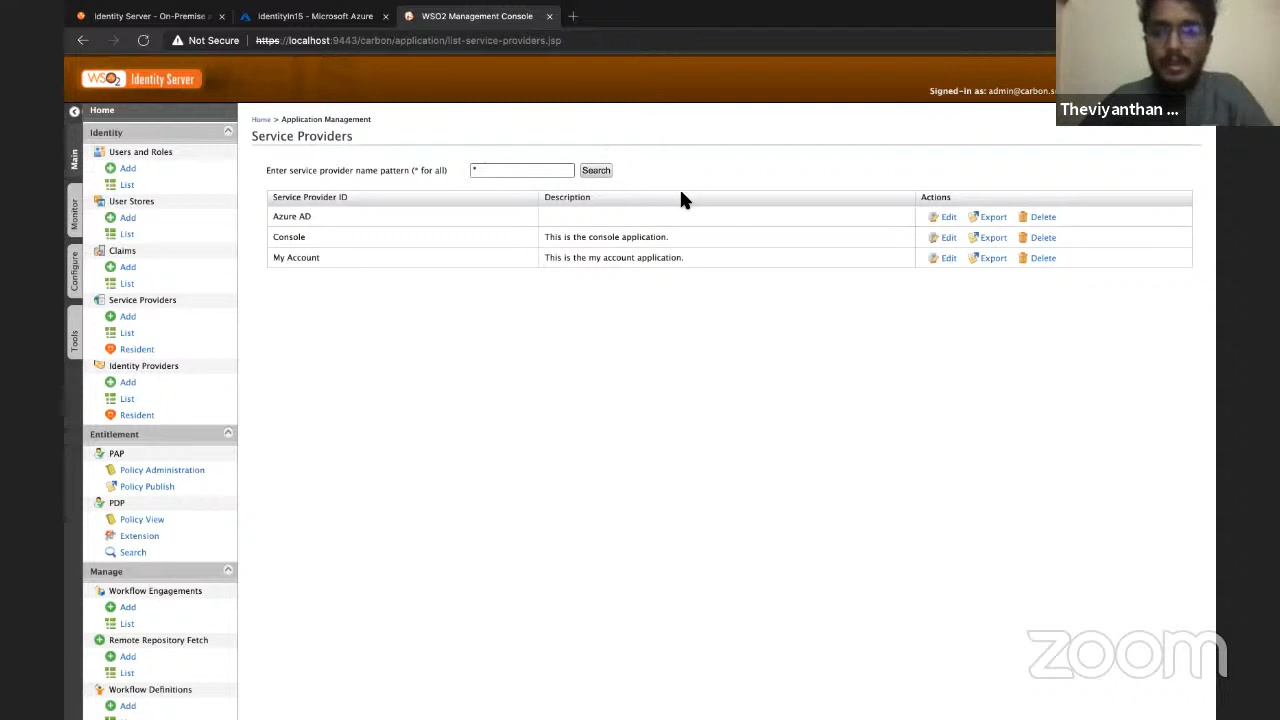 Identity Server - On-Premise a
IdentityIn15 - Microsoft Azure
WSO2 Management Console
Not Secure
https://localhost:9443/carbon/application/list-service-providers.jsp
WSO2 Identity Server
Signed-in as: admin@carbon.s
Theviyanthan ...
Home
Identity
Users and Roles
Add
List
User Stores
Add
List
Claims
Add
List
Service Providers
Add
List
Resident
Identity Providers
Add
List
Resident
Entitlement
PAP
Policy Administration
Policy Publish
PDP
Policy View
Extension
Search
Manage
Workflow Engagements
Add
List
Remote Repository Fetch
Add
List
Workflow Definitions
Add
Main
Monitor
Configure
Tools
Home > Application Management
Service Providers
Enter service provider name pattern (* for all)
*
Search
Service Provider ID Description Actions
Azure AD Edit Export Delete
Console This is the console application. Edit Export Delete
My Account This is the my account application. Edit Export Delete
zoom